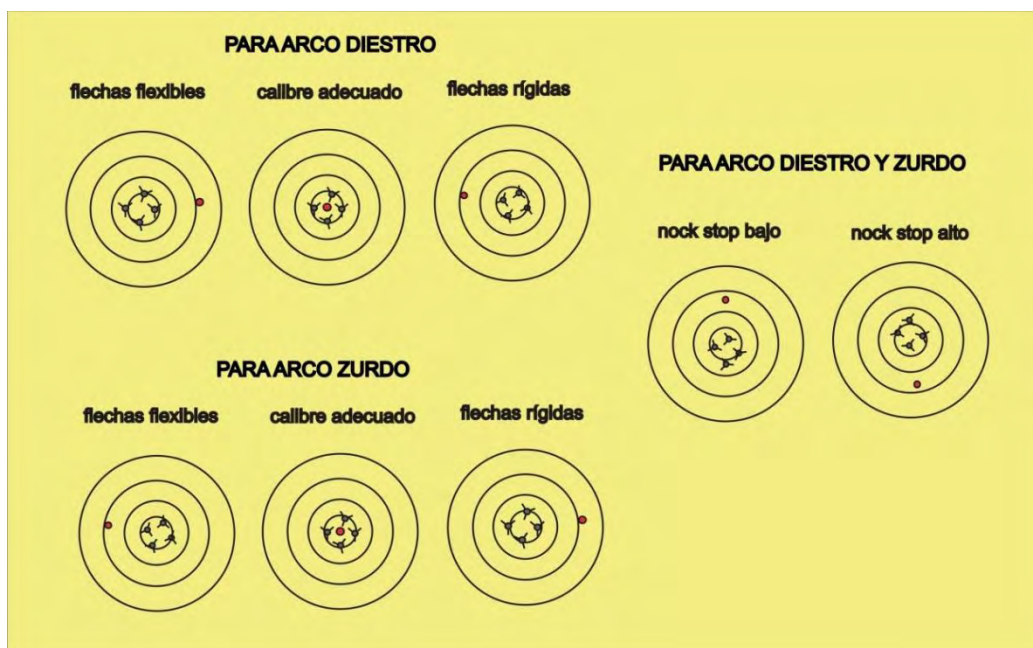 PARA ARCO DIESTRO
flechas flexibles
calibre adecuado
flechas rígidas
PARA ARCO DIESTRO Y ZURDO
nock stop bajo
nock stop alto
PARA ARCO ZURDO
flechas flexibles
calibre adecuado
flechas rígidas